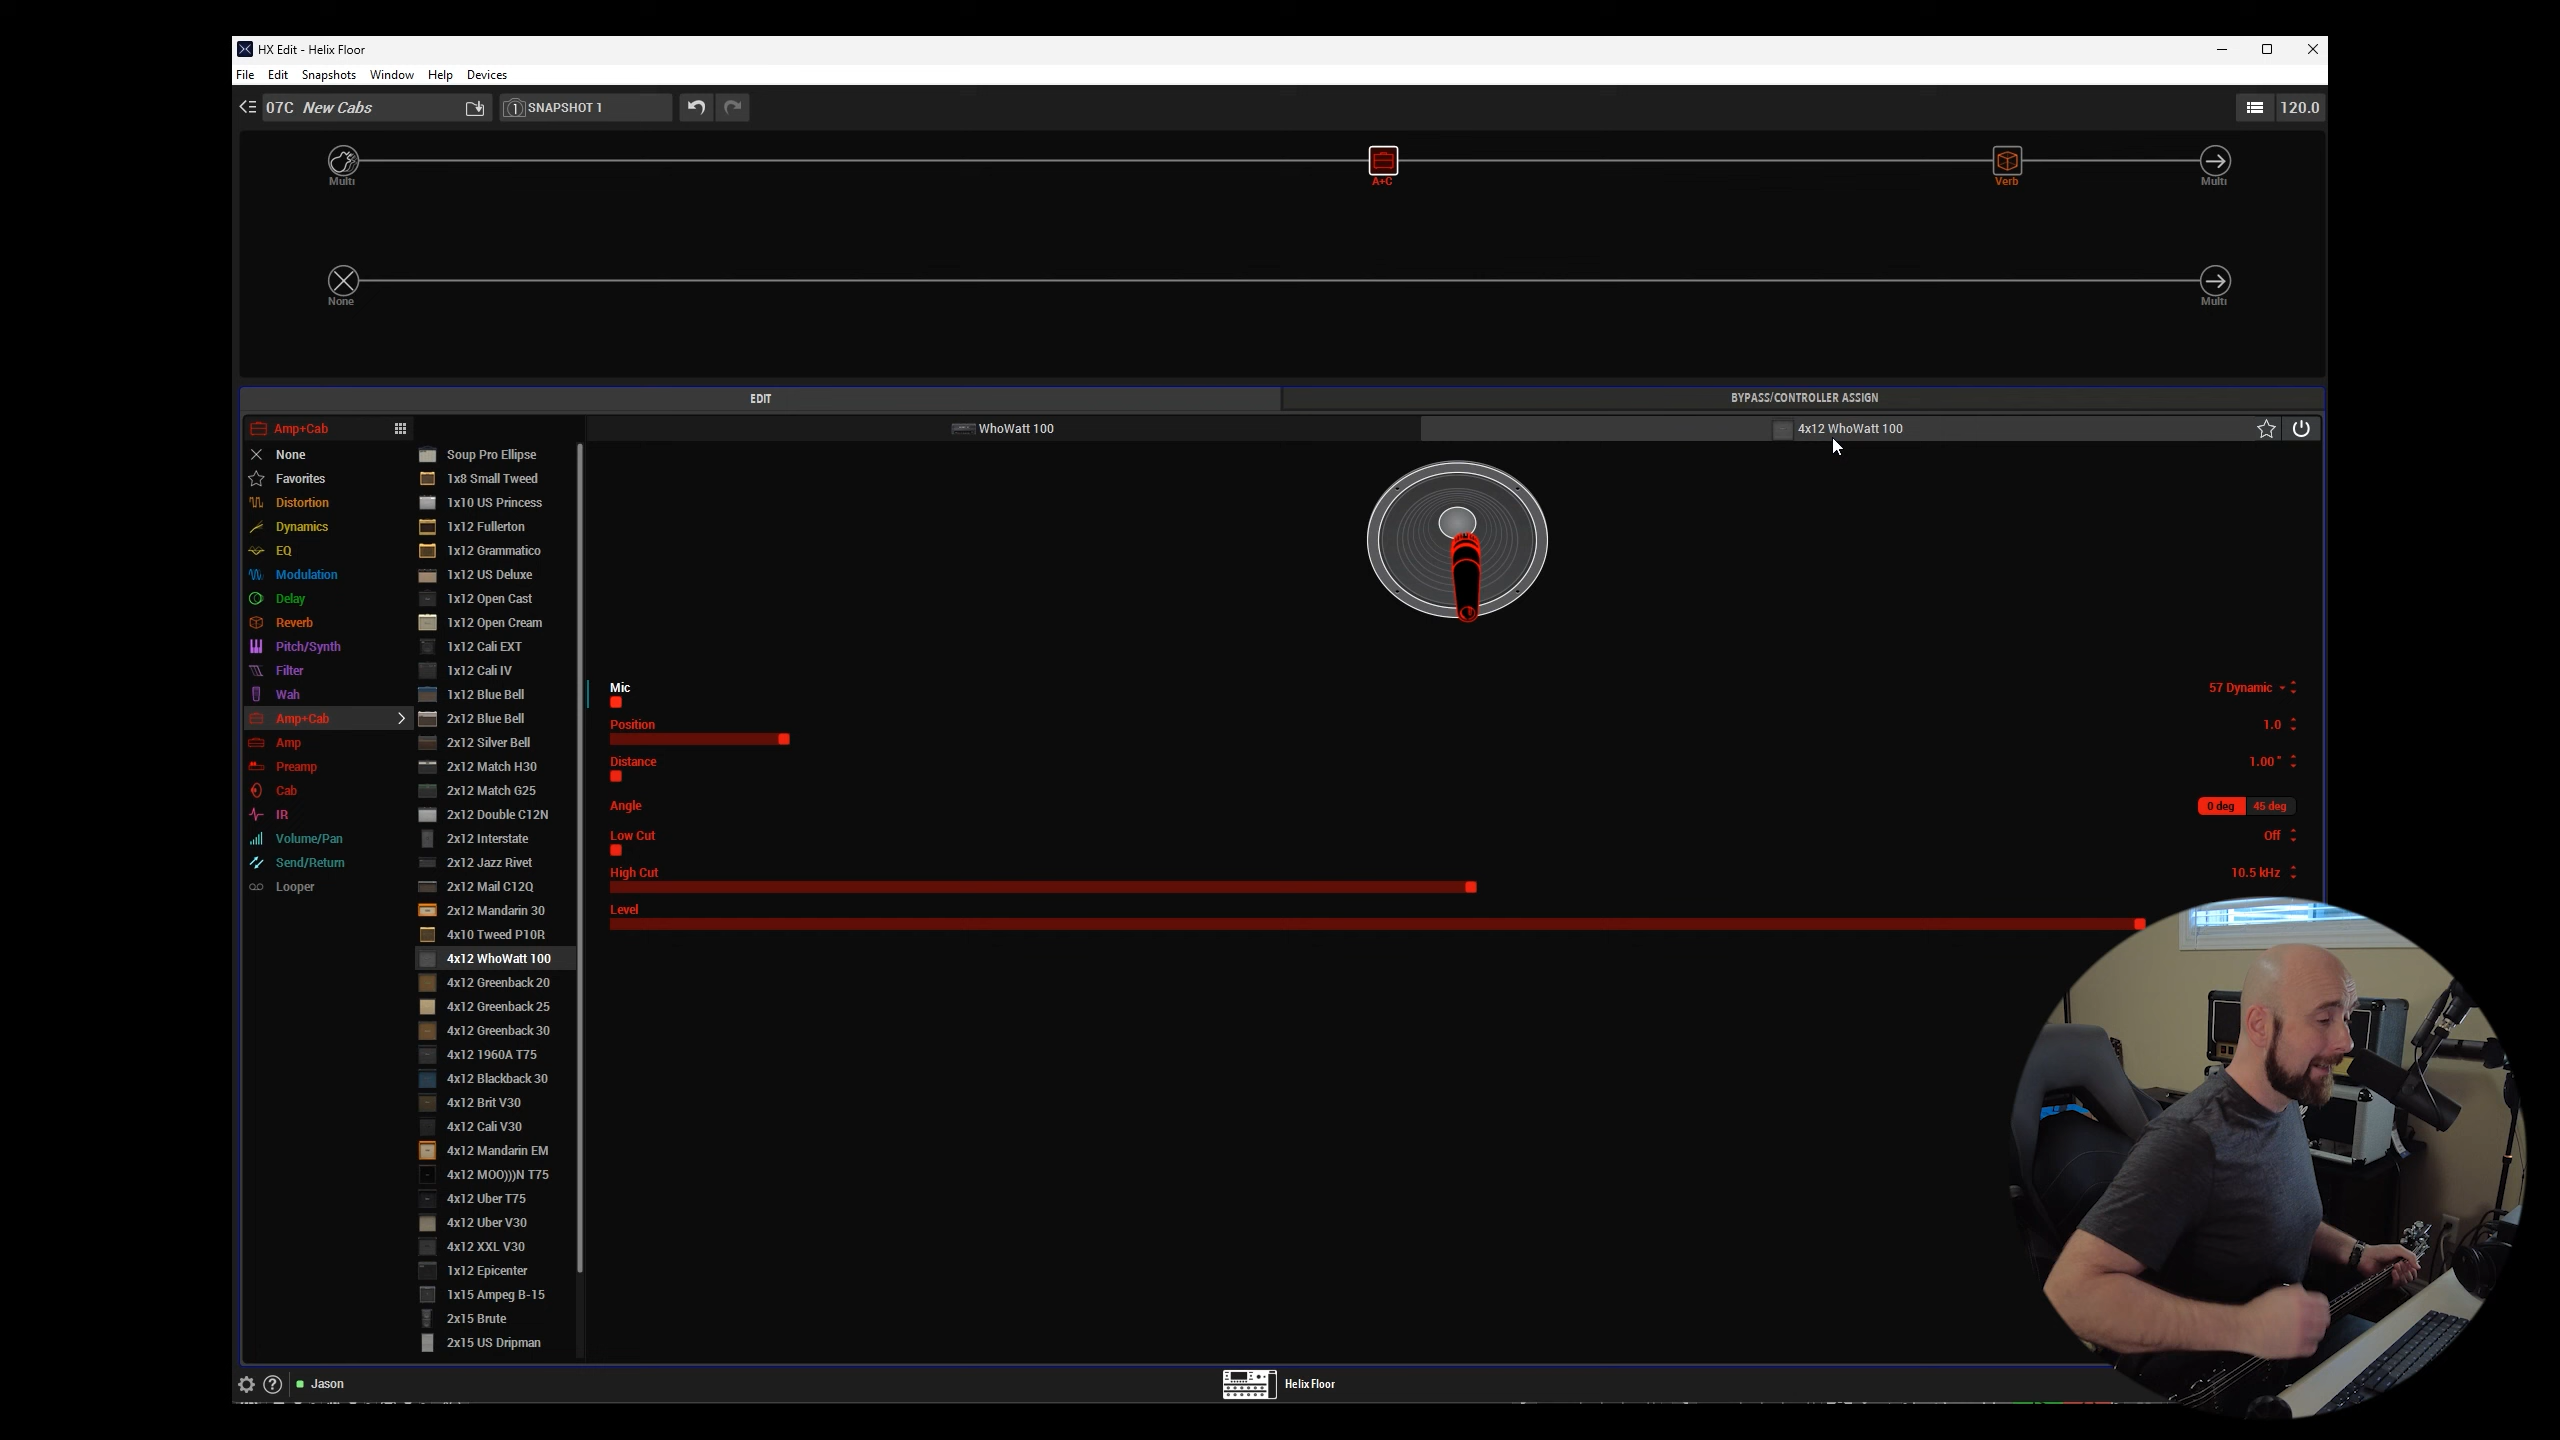 HX Edit - Helix Floor
File Edit Snapshots Window Help Devices
07C New Cabs
1 SNAPSHOT 1
120.0
Multi
A+C
Verb
Multi
None
Multi
EDIT
BYPASS/CONTROLLER ASSIGN
Amp+Cab
WhoWatt 100
4x12 WhoWatt 100
None
Favorites
Distortion
Dynamics
EQ
Modulation
Delay
Reverb
Pitch/Synth
Filter
Wah
Amp+Cab
Amp
Preamp
Cab
IR
Volume/Pan
Send/Return
Looper
Soup Pro Ellipse
1x8 Small Tweed
1x10 US Princess
1x12 Fullerton
1x12 Grammatico
1x12 US Deluxe
1x12 Open Cast
1x12 Open Cream
1x12 Cali EXT
1x12 Cali IV
1x12 Blue Bell
2x12 Blue Bell
2x12 Silver Bell
2x12 Match H30
2x12 Match G25
2x12 Double C12N
2x12 Interstate
2x12 Jazz Rivet
2x12 Mail C12Q
2x12 Mandarin 30
4x10 Tweed P10R
4x12 WhoWatt 100
4x12 Greenback 20
4x12 Greenback 25
4x12 Greenback 30
4x12 1960A T75
4x12 Blackback 30
4x12 Brit V30
4x12 Cali V30
4x12 Mandarin EM
4x12 MOO)))N T75
4x12 Uber T75
4x12 Uber V30
4x12 XXL V30
1x12 Epicenter
1x15 Ampeg B-15
2x15 Brute
2x15 US Dripman
Mic
57 Dynamic
Position
1.0
Distance
1.00"
Angle
0 deg 45 deg
Low Cut
Off
High Cut
10.5 kHz
Level
Jason
Helix Floor